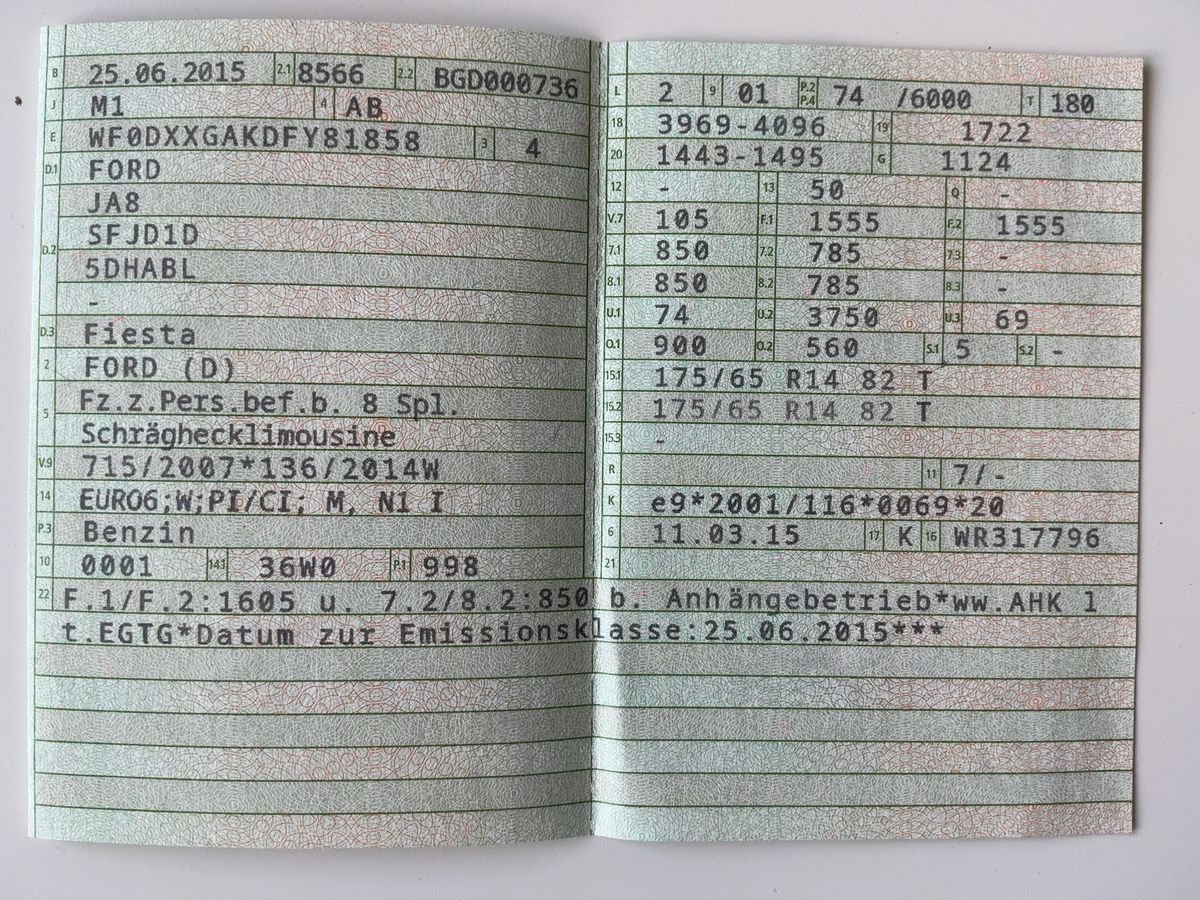 B 25.06.2015 2.1 8566 2.2 BGD000736
J M1 4 AB
E WF0DXXGAKDFY81858 3 4
D.1 FORD
D.2 JA8
SFJD1D
5DHABL
-
D.3 Fiesta
2 FORD (D)
5 Fz.z.Pers.bef.b. 8 Spl.
Schräghecklimousine
V.9 715/2007*136/2014W
14 EURO6;W;PI/CI; M, N1 I
P.3 Benzin
10 0001 14.1 36W0 P.1 998
L 2 9 01 P.2 P.4 74 /6000 T 180
18 3969-4096 19 1722
20 1443-1495 G 1124
12 - 13 50 Q -
V.7 105 F.1 1555 F.2 1555
7.1 850 7.2 785 7.3 -
8.1 850 8.2 785 8.3 -
U.1 74 U.2 3750 U.3 69
O.1 900 O.2 560 S.1 5 S.2 -
15.1 175/65 R14 82 T
15.2 175/65 R14 82 T
15.3 -
R 11 7/-
K e9*2001/116*0069*20
6 11.03.15 17 K 16 WR317796
21
22 F.1/F.2:1605 u. 7.2/8.2:850 b. Anhängebetrieb*ww.AHK l
t.EGTG*Datum zur Emissionsklasse:25.06.2015***